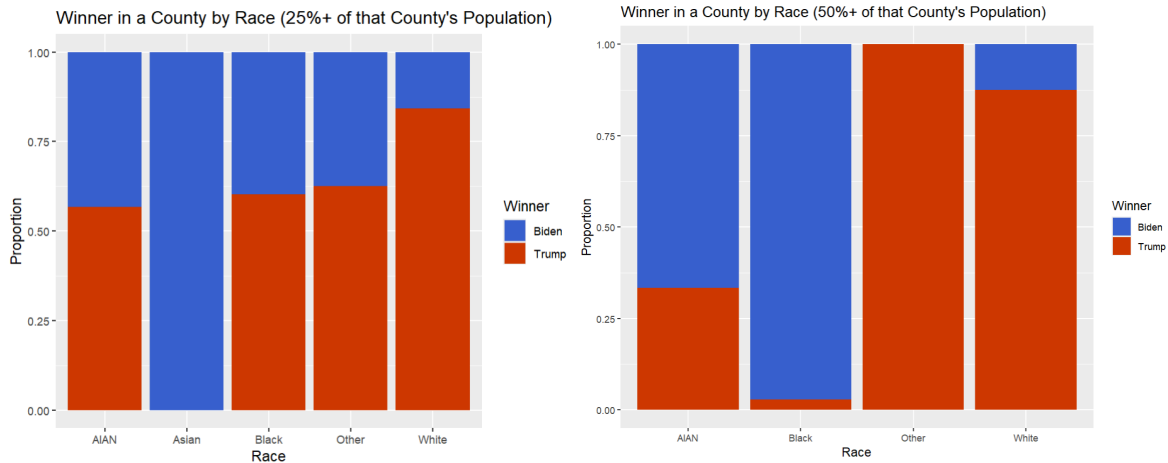 Winner in a County by Race (25%+ of that County's Population)
1.00
0.75
0.50
0.25
0.00
Proportion
AIAN Asian Black Other White
Race
Winner
Biden
Trump
Winner in a County by Race (50%+ of that County's Population)
1.00
0.75
0.50
0.25
0.00
Proportion
AIAN Black Other White
Race
Winner
Biden
Trump